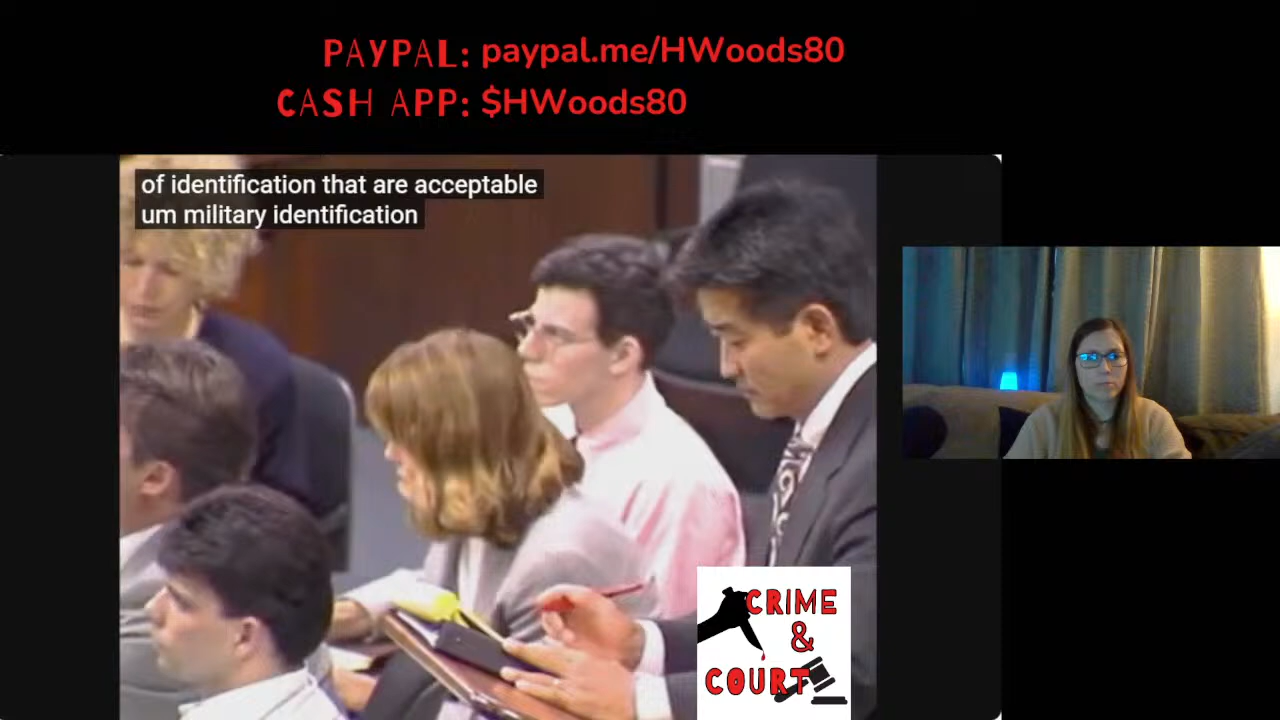 PAYPAL: paypal.me/HWoods80
CASH APP: $HWoods80
of identification that are acceptable
um military identification
CRIME
&
COURT